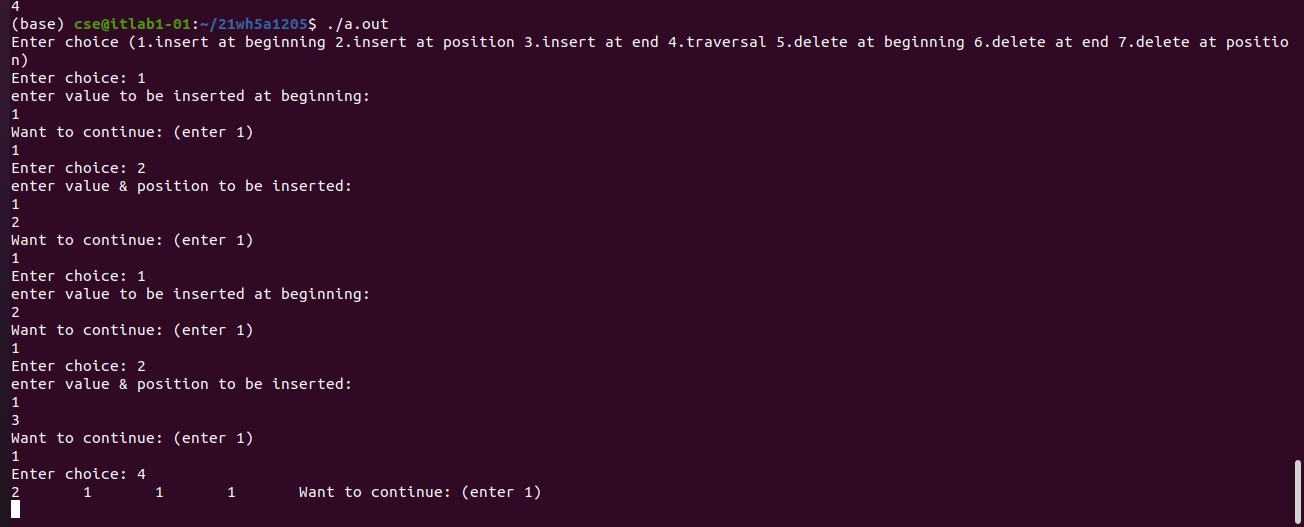 4
(base) cse@itlab1-01:~/21wh5a1205$ ./a.out
Enter choice (1.insert at beginning 2.insert at position 3.insert at end 4.traversal 5.delete at beginning 6.delete at end 7.delete at positio
n)
Enter choice: 1
enter value to be inserted at beginning:
1
Want to continue: (enter 1)
1
Enter choice: 2
enter value & position to be inserted:
1
2
Want to continue: (enter 1)
1
Enter choice: 1
enter value to be inserted at beginning:
2
Want to continue: (enter 1)
1
Enter choice: 2
enter value & position to be inserted:
1
3
Want to continue: (enter 1)
1
Enter choice: 4
2       1       1       1       Want to continue: (enter 1)